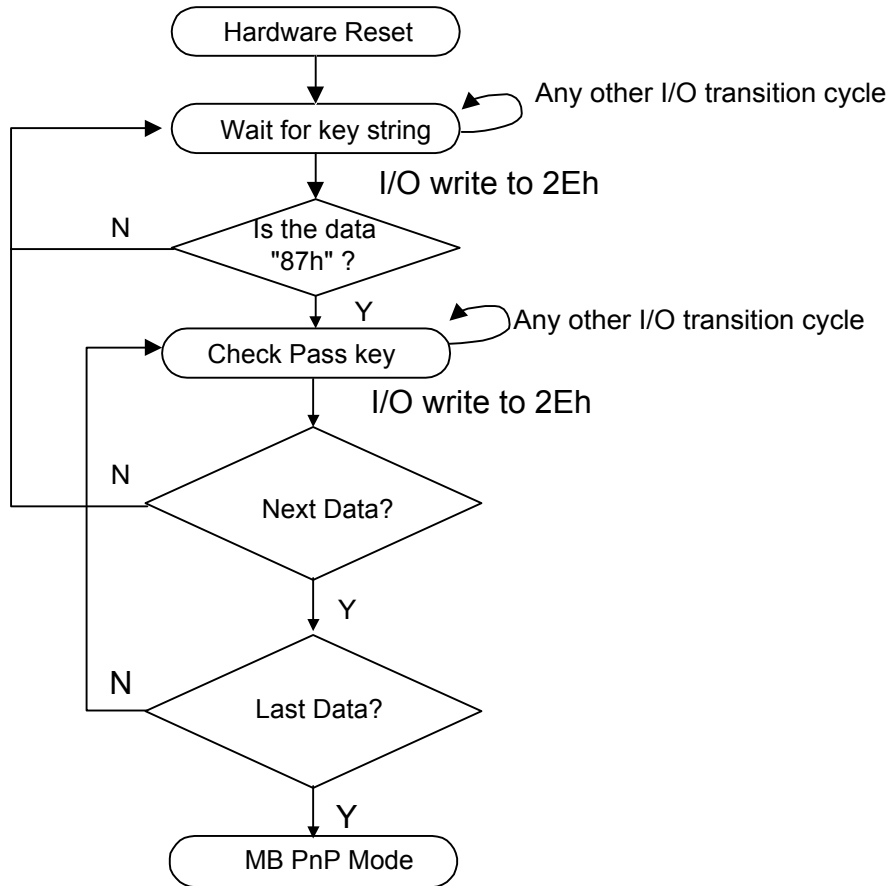 Hardware Reset
Any other I/O transition cycle
Wait for key string
I/O write to 2Eh
N
Is the data
"87h" ?
Y
Any other I/O transition cycle
Check Pass key
I/O write to 2Eh
N
Next Data?
Y
N
Last Data?
Y
MB PnP Mode